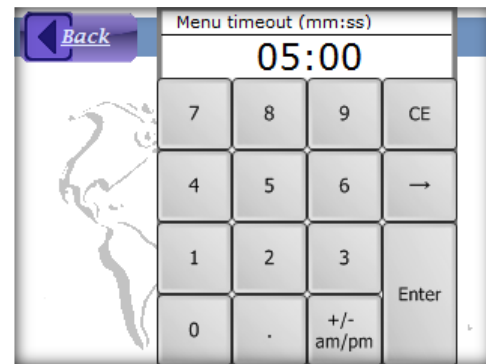 Back
Menu timeout (mm:ss)
05:00
7 8 9 CE
4 5 6 →
1 2 3
Enter
0 . +/-
am/pm